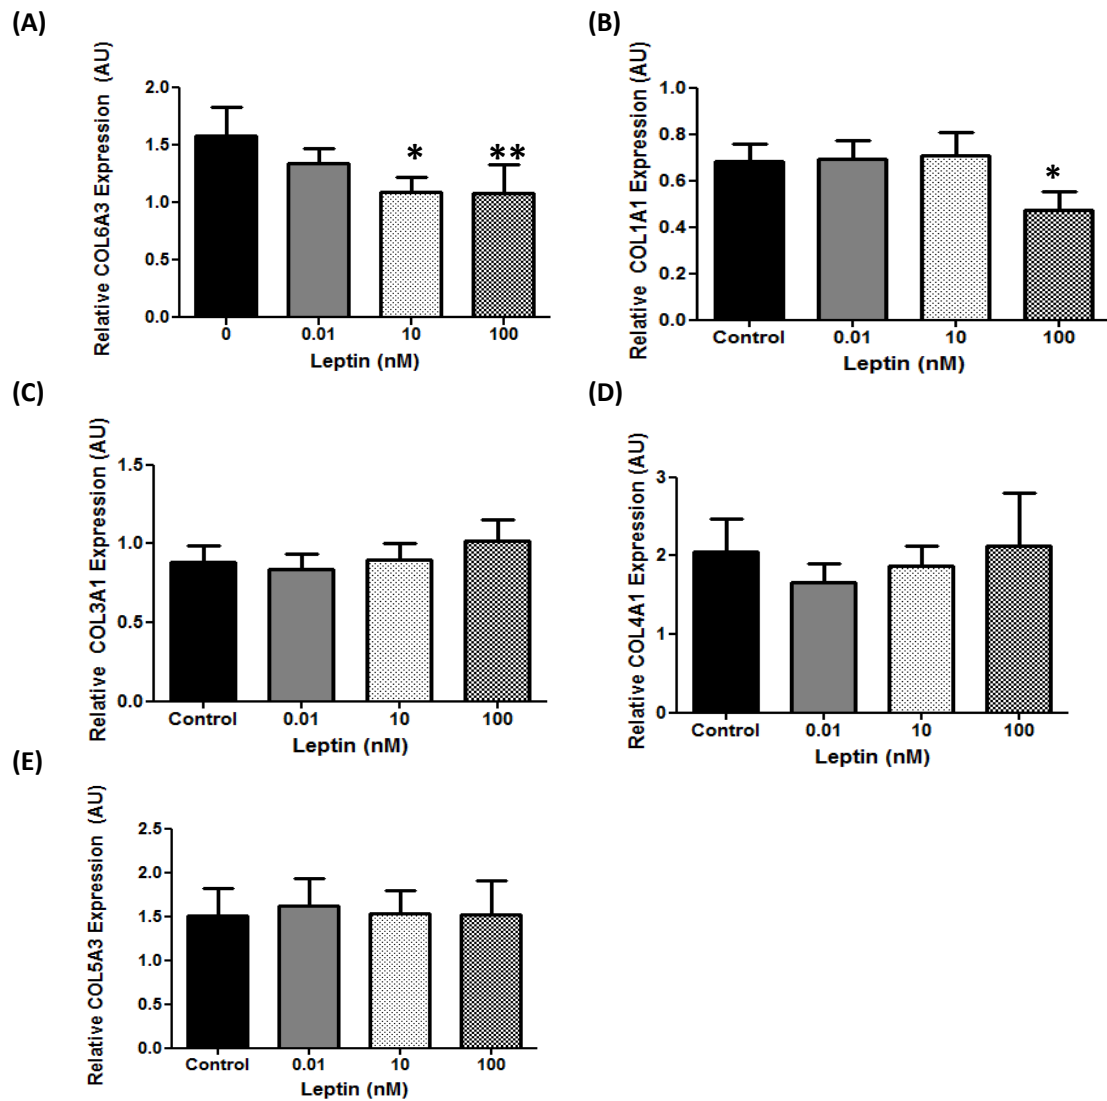 (A)
Relative COL6A3 Expression (AU)
2.0
1.5
1.0
0.5
0.0
* **
0 0.01 10 100
Leptin (nM)
(B)
Relative COL1A1 Expression (AU)
1.0
0.8
0.6
0.4
0.2
0.0
*
Control 0.01 10 100
Leptin (nM)
(C)
Relative COL3A1 Expression (AU)
1.5
1.0
0.5
0.0
Control 0.01 10 100
Leptin (nM)
(D)
Relative COL4A1 Expression (AU)
3
2
1
0
Control 0.01 10 100
Leptin (nM)
(E)
Relative COL5A3 Expression (AU)
2.5
2.0
1.5
1.0
0.5
0.0
Control 0.01 10 100
Leptin (nM)